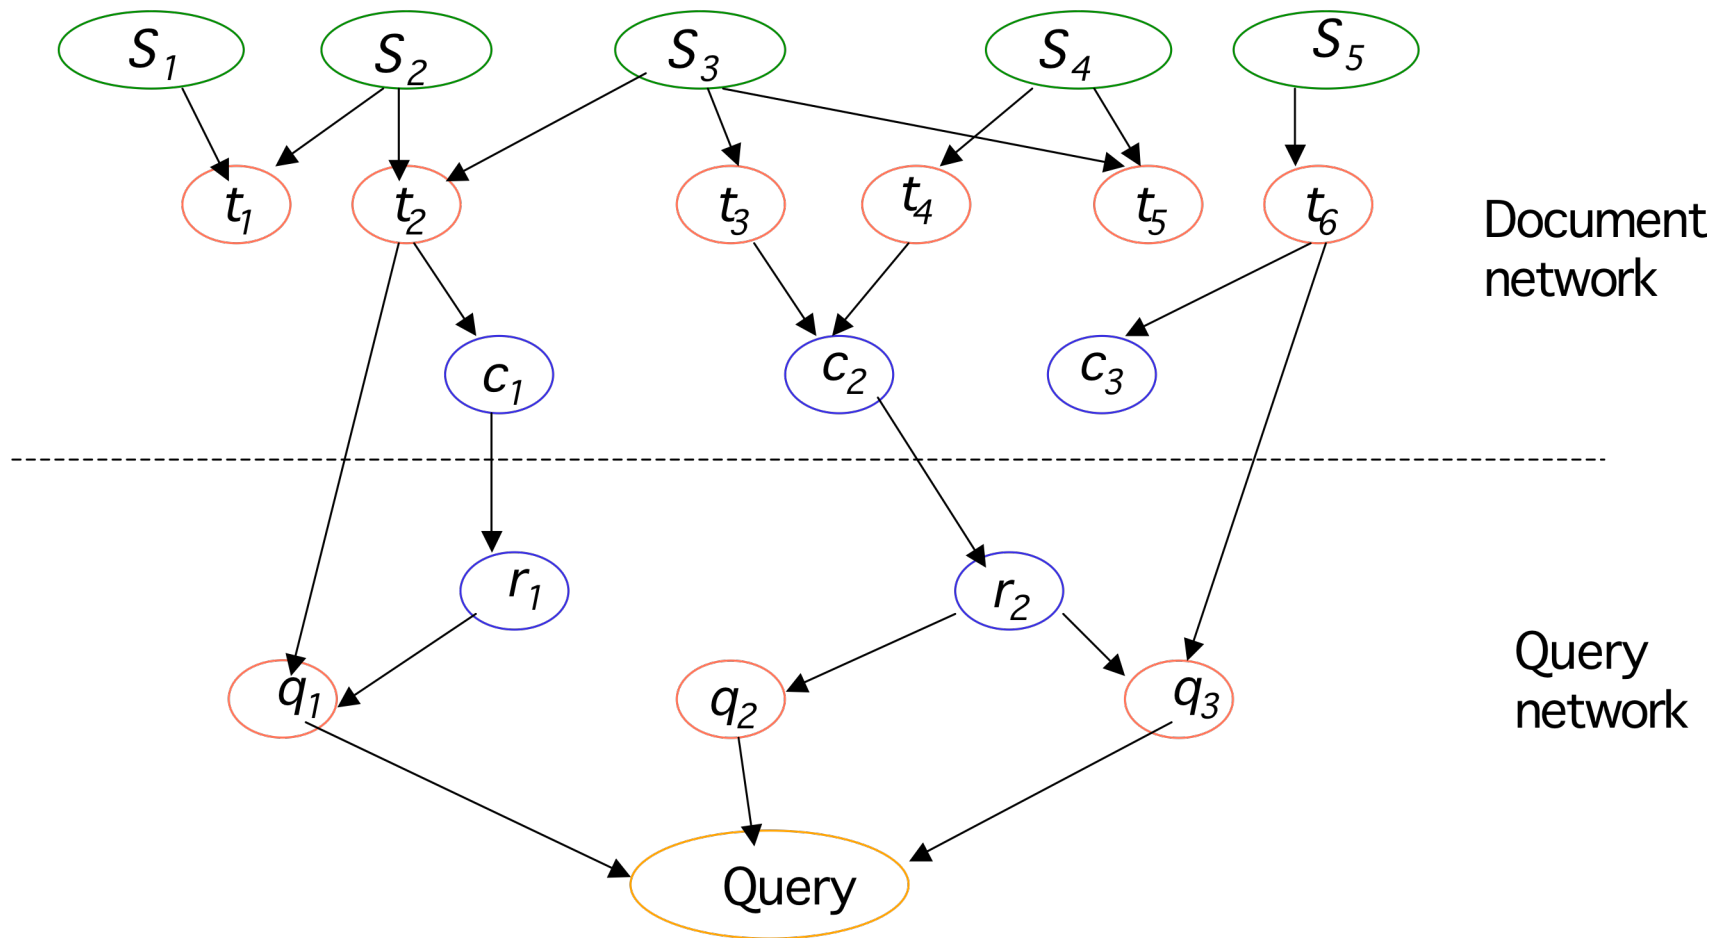 S1 S2 S3 S4 S5
t1 t2 t3 t4 t5 t6
Document
network
c1 c2 c3
r1 r2
Query
network
q1 q2 q3
Query